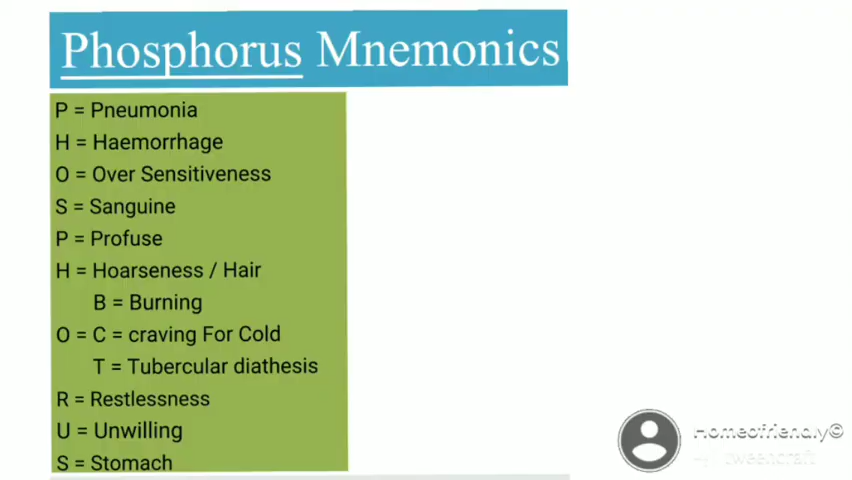 Phosphorus Mnemonics
P = Pneumonia
H = Haemorrhage
O = Over Sensitiveness
S = Sanguine
P = Profuse
H = Hoarseness / Hair
B = Burning
O = C = craving For Cold
T = Tubercular diathesis
R = Restlessness
U = Unwilling
S = Stomach
Homeofriendly©